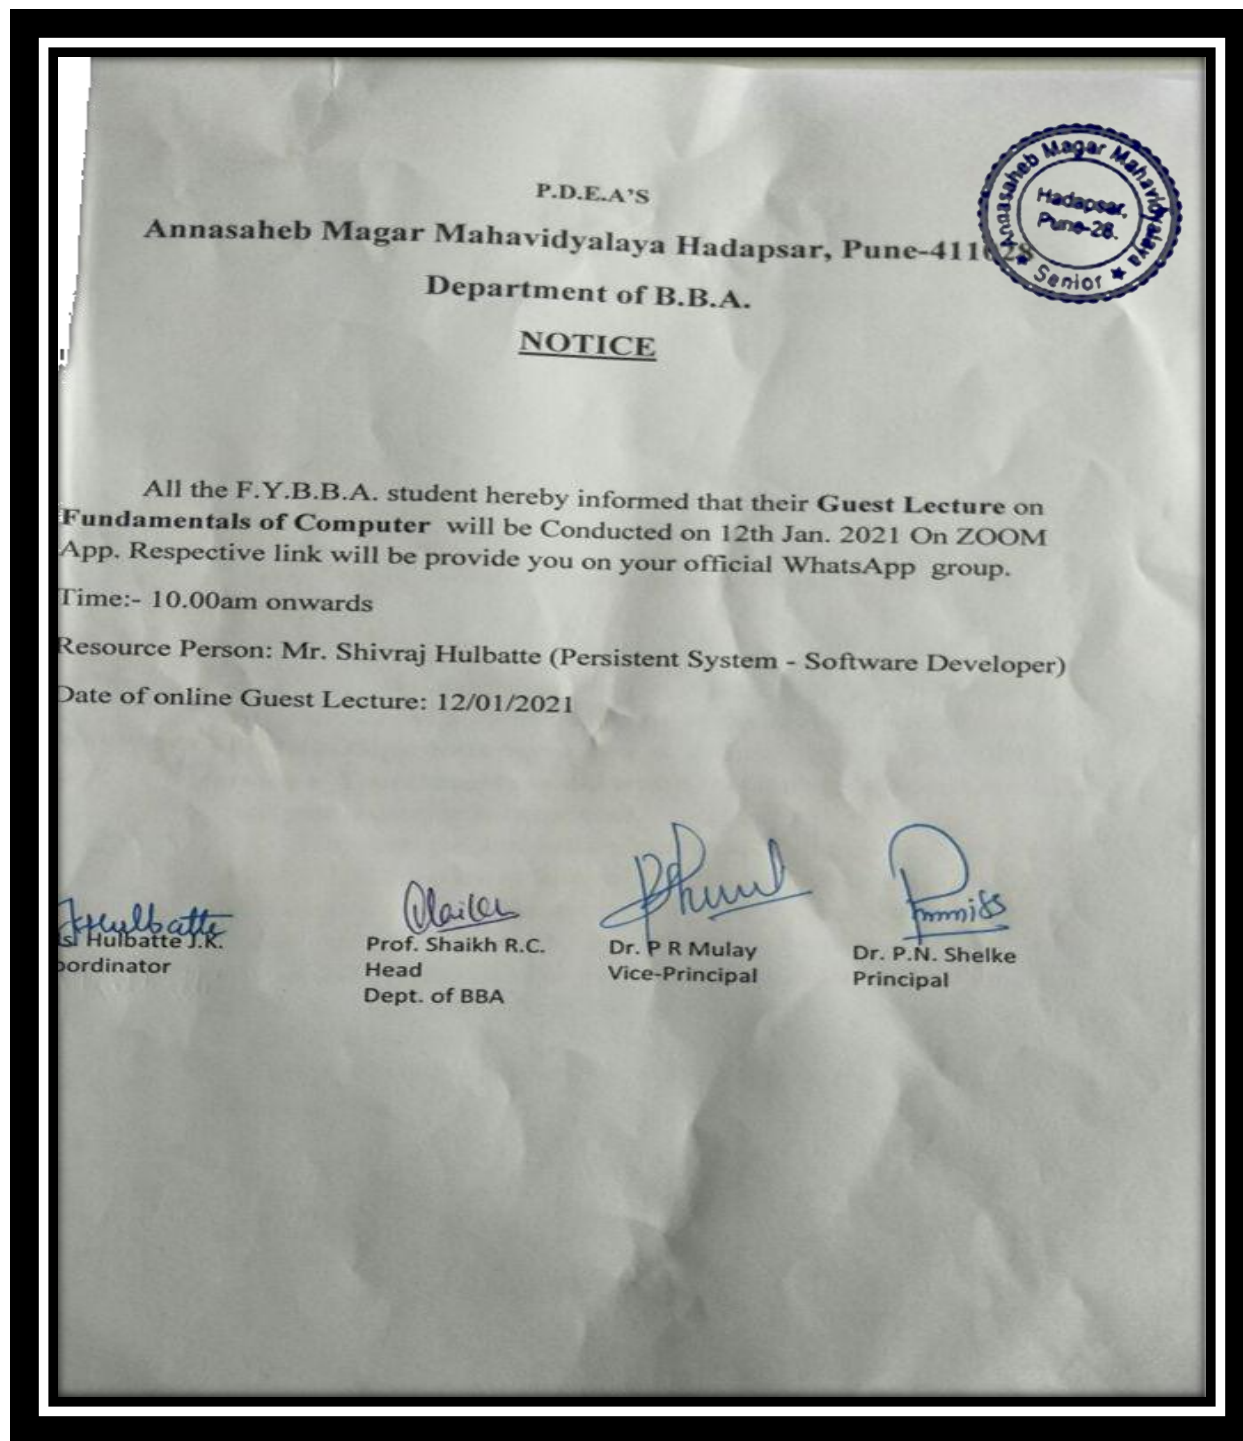 P.D.E.A'S
Annasaheb Magar Mahavidyalaya Hadapsar, Pune-411028
Department of B.B.A.
NOTICE
Annasaheb Magar Mahavidyalaya
Hadapsar,
Pune-28.
★ Senior ★
All the F.Y.B.B.A. student hereby informed that their Guest Lecture on
Fundamentals of Computer will be Conducted on 12th Jan. 2021 On ZOOM
App. Respective link will be provide you on your official WhatsApp group.
Time:- 10.00am onwards
Resource Person: Mr. Shivraj Hulbatte (Persistent System - Software Developer)
Date of online Guest Lecture: 12/01/2021
JHulbatte
s. Hulbatte J.K. Prof. Shaikh R.C. Dr. P R Mulay Dr. P.N. Shelke
oordinator Head Vice-Principal Principal
Dept. of BBA